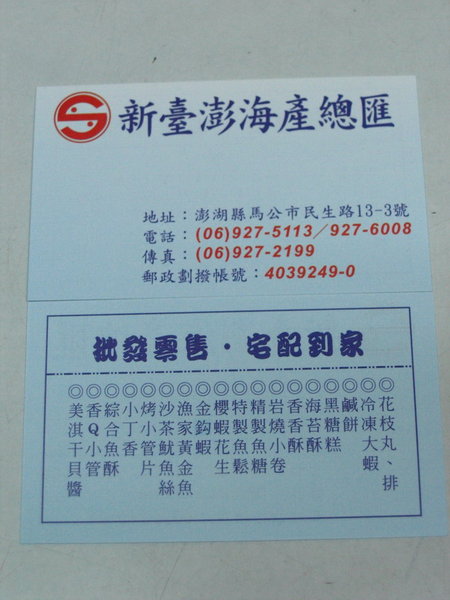 新臺澎海產總匯
地址：澎湖縣馬公市民生路13-3號
電話：(06)927-5113／927-6008
傳真：(06)927-2199
郵政劃撥帳號：4039249-0
批發零售・宅配到家
◎花枝丸、排
◎冷凍大蝦
◎鹹餅
◎黑糖糕
◎海苔酥
◎香香酥
◎岩燒小卷
◎精製魚糖
◎特製魚鬆
◎櫻蝦花生
◎金鈎蝦
◎漁家黃金魚
◎沙茶魷魚絲
◎烤小管片
◎小丁香
◎綜合魚酥
◎香Q小管
◎美淇干貝醬